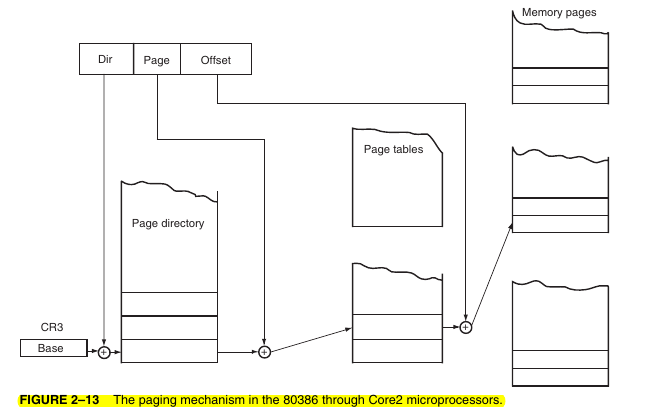 Memory pages
Dir Page Offset
Page tables
Page directory
CR3
Base
FIGURE 2–13 The paging mechanism in the 80386 through Core2 microprocessors.